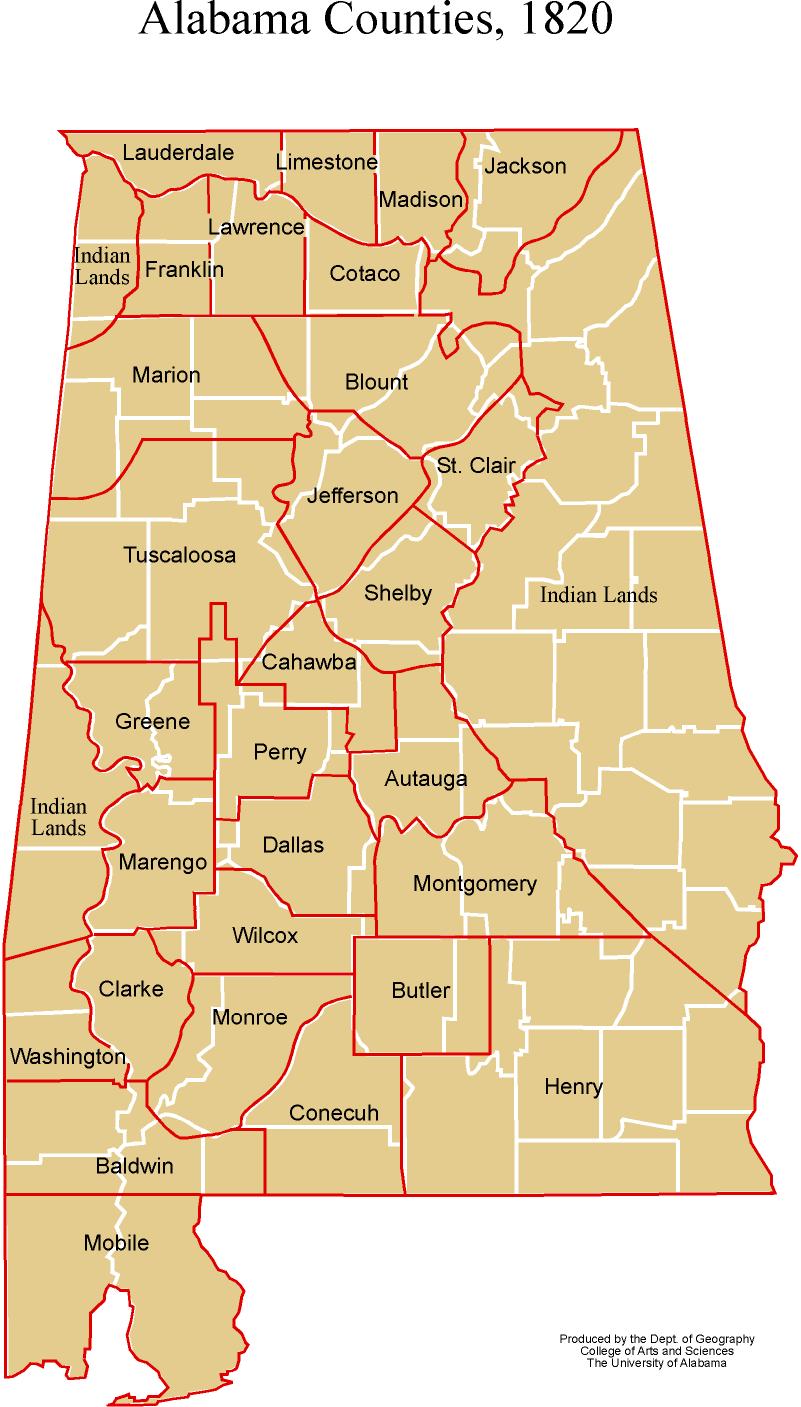 Alabama Counties, 1820
Lauderdale
Limestone
Jackson
Madison
Lawrence
Indian
Lands
Franklin
Cotaco
Marion
Blount
St. Clair
Jefferson
Tuscaloosa
Shelby
Indian Lands
Cahawba
Greene
Perry
Autauga
Indian
Lands
Dallas
Marengo
Montgomery
Wilcox
Clarke
Butler
Monroe
Washington
Henry
Conecuh
Baldwin
Mobile
Produced by the Dept. of Geography
College of Arts and Sciences
The University of Alabama